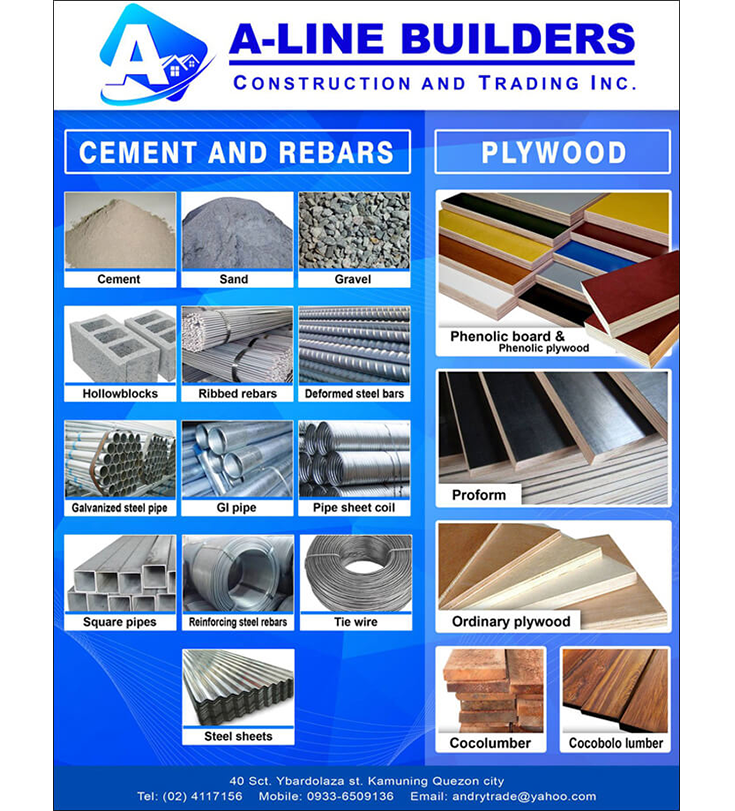 A
A-LINE BUILDERS
CONSTRUCTION AND TRADING INC.
CEMENT AND REBARS
Cement
Sand
Gravel
Hollowblocks
Ribbed rebars
Deformed steel bars
Galvanized steel pipe
GI pipe
Pipe sheet coil
Square pipes
Reinforcing steel rebars
Tie wire
Steel sheets
PLYWOOD
Phenolic board &
Phenolic plywood
Proform
Ordinary plywood
Cocolumber
Cocobolo lumber
40 Sct. Ybardolaza st. Kamuning Quezon city
Tel: (02) 4117156 Mobile: 0933-6509136 Email: andrytrade@yahoo.com